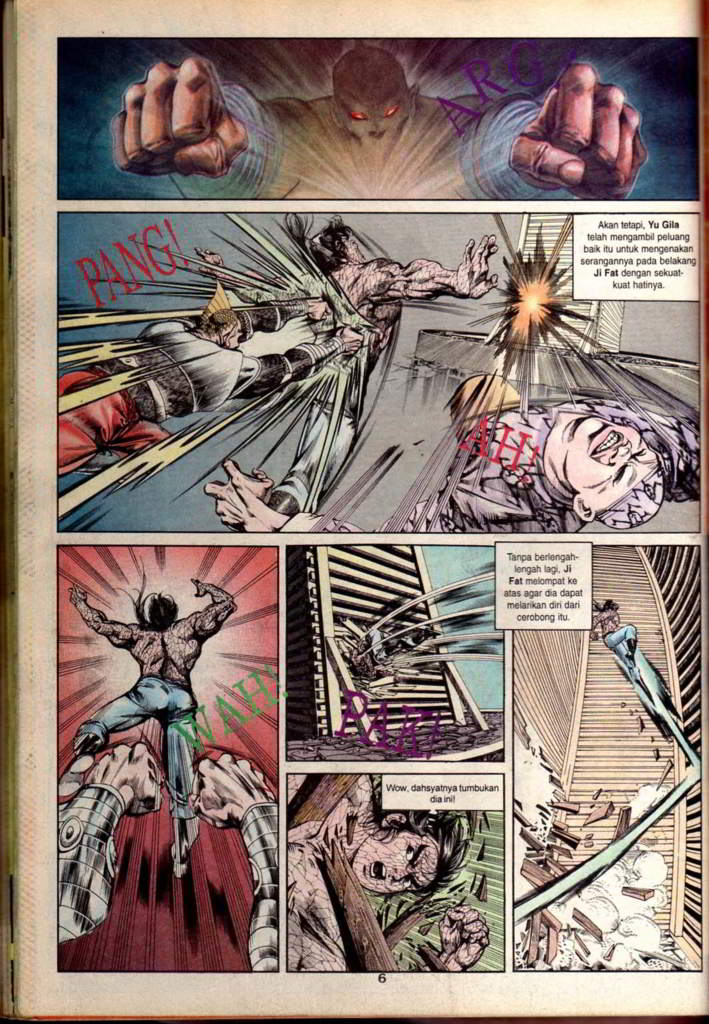 ARG!
PANG!
Akan tetapi, Yu Gila
telah mengambil peluang
baik itu untuk mengenakan
serangannya pada belakang
Ji Fat dengan sekuat-
kuat hatinya.
AH!
WAH!
PAK!
Tanpa berlengah-
lengah lagi, Ji
Fat melompat ke
atas agar dia dapat
melarikan diri dari
cerobong itu.
Wow, dahsyatnya tumbukan
dia ini!
6